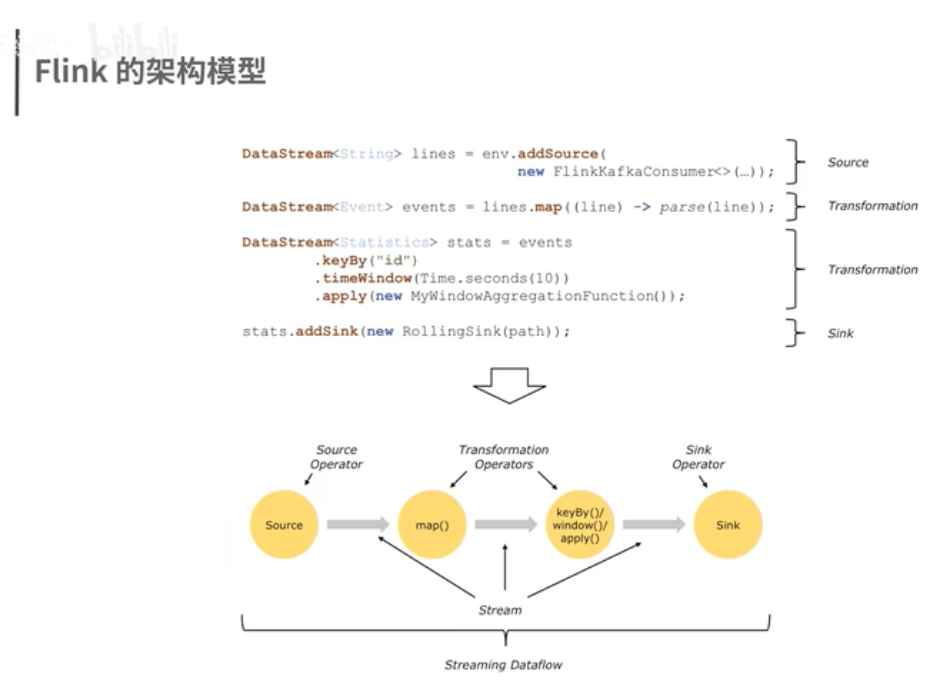 bilibili
Flink 的架构模型
DataStream<String> lines = env.addSource(
new FlinkKafkaConsumer<>(…));
Source
DataStream<Event> events = lines.map((line) -> parse(line));
Transformation
DataStream<Statistics> stats = events
.keyBy("id")
.timeWindow(Time.seconds(10))
.apply(new MyWindowAggregationFunction());
Transformation
stats.addSink(new RollingSink(path));
Sink
Source
Operator
Transformation
Operators
Sink
Operator
Source
map()
keyBy()/
window()/
apply()
Sink
Stream
Streaming Dataflow